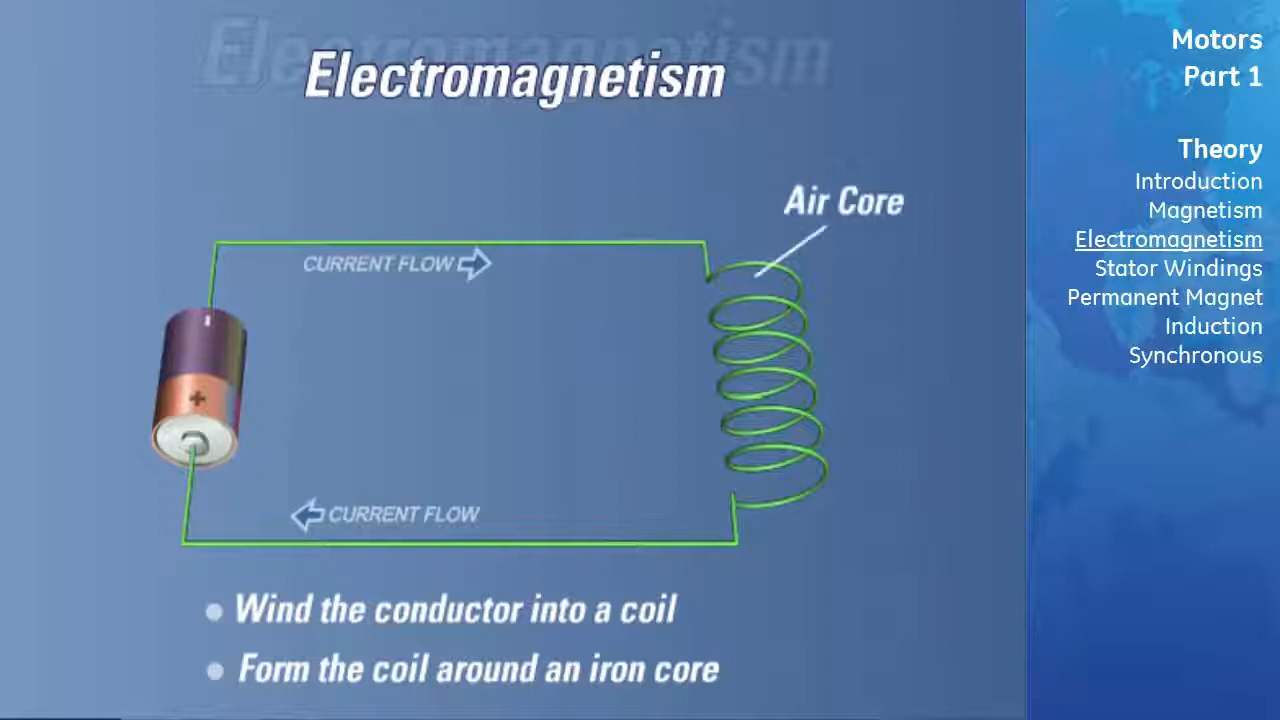 Electromagnetism
Electromagnetism
Air Core
CURRENT FLOW
CURRENT FLOW
+
Wind the conductor into a coil
Form the coil around an iron core
Motors
Part 1
Theory
Introduction
Magnetism
Electromagnetism
Stator Windings
Permanent Magnet
Induction
Synchronous